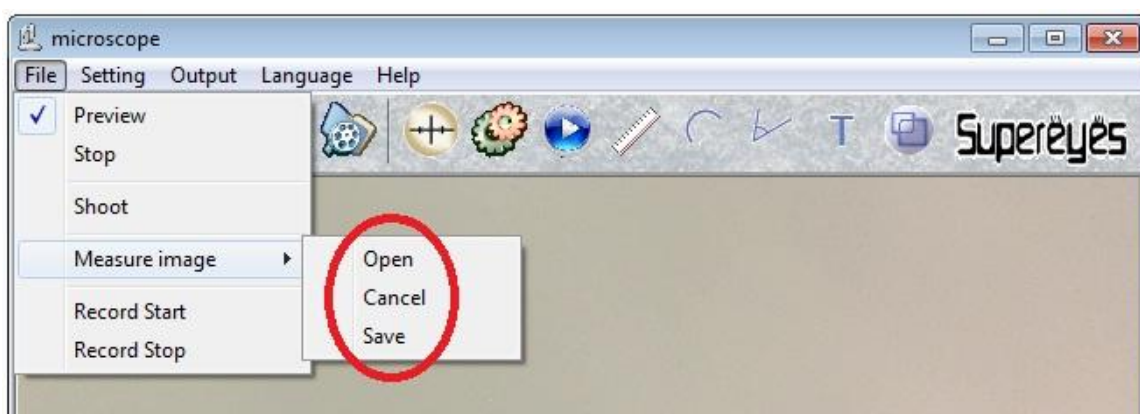 microscope
File Setting Output Language Help
Preview
Stop
Shoot
Measure image
Record Start
Record Stop
Open
Cancel
Save
T
Supereyes